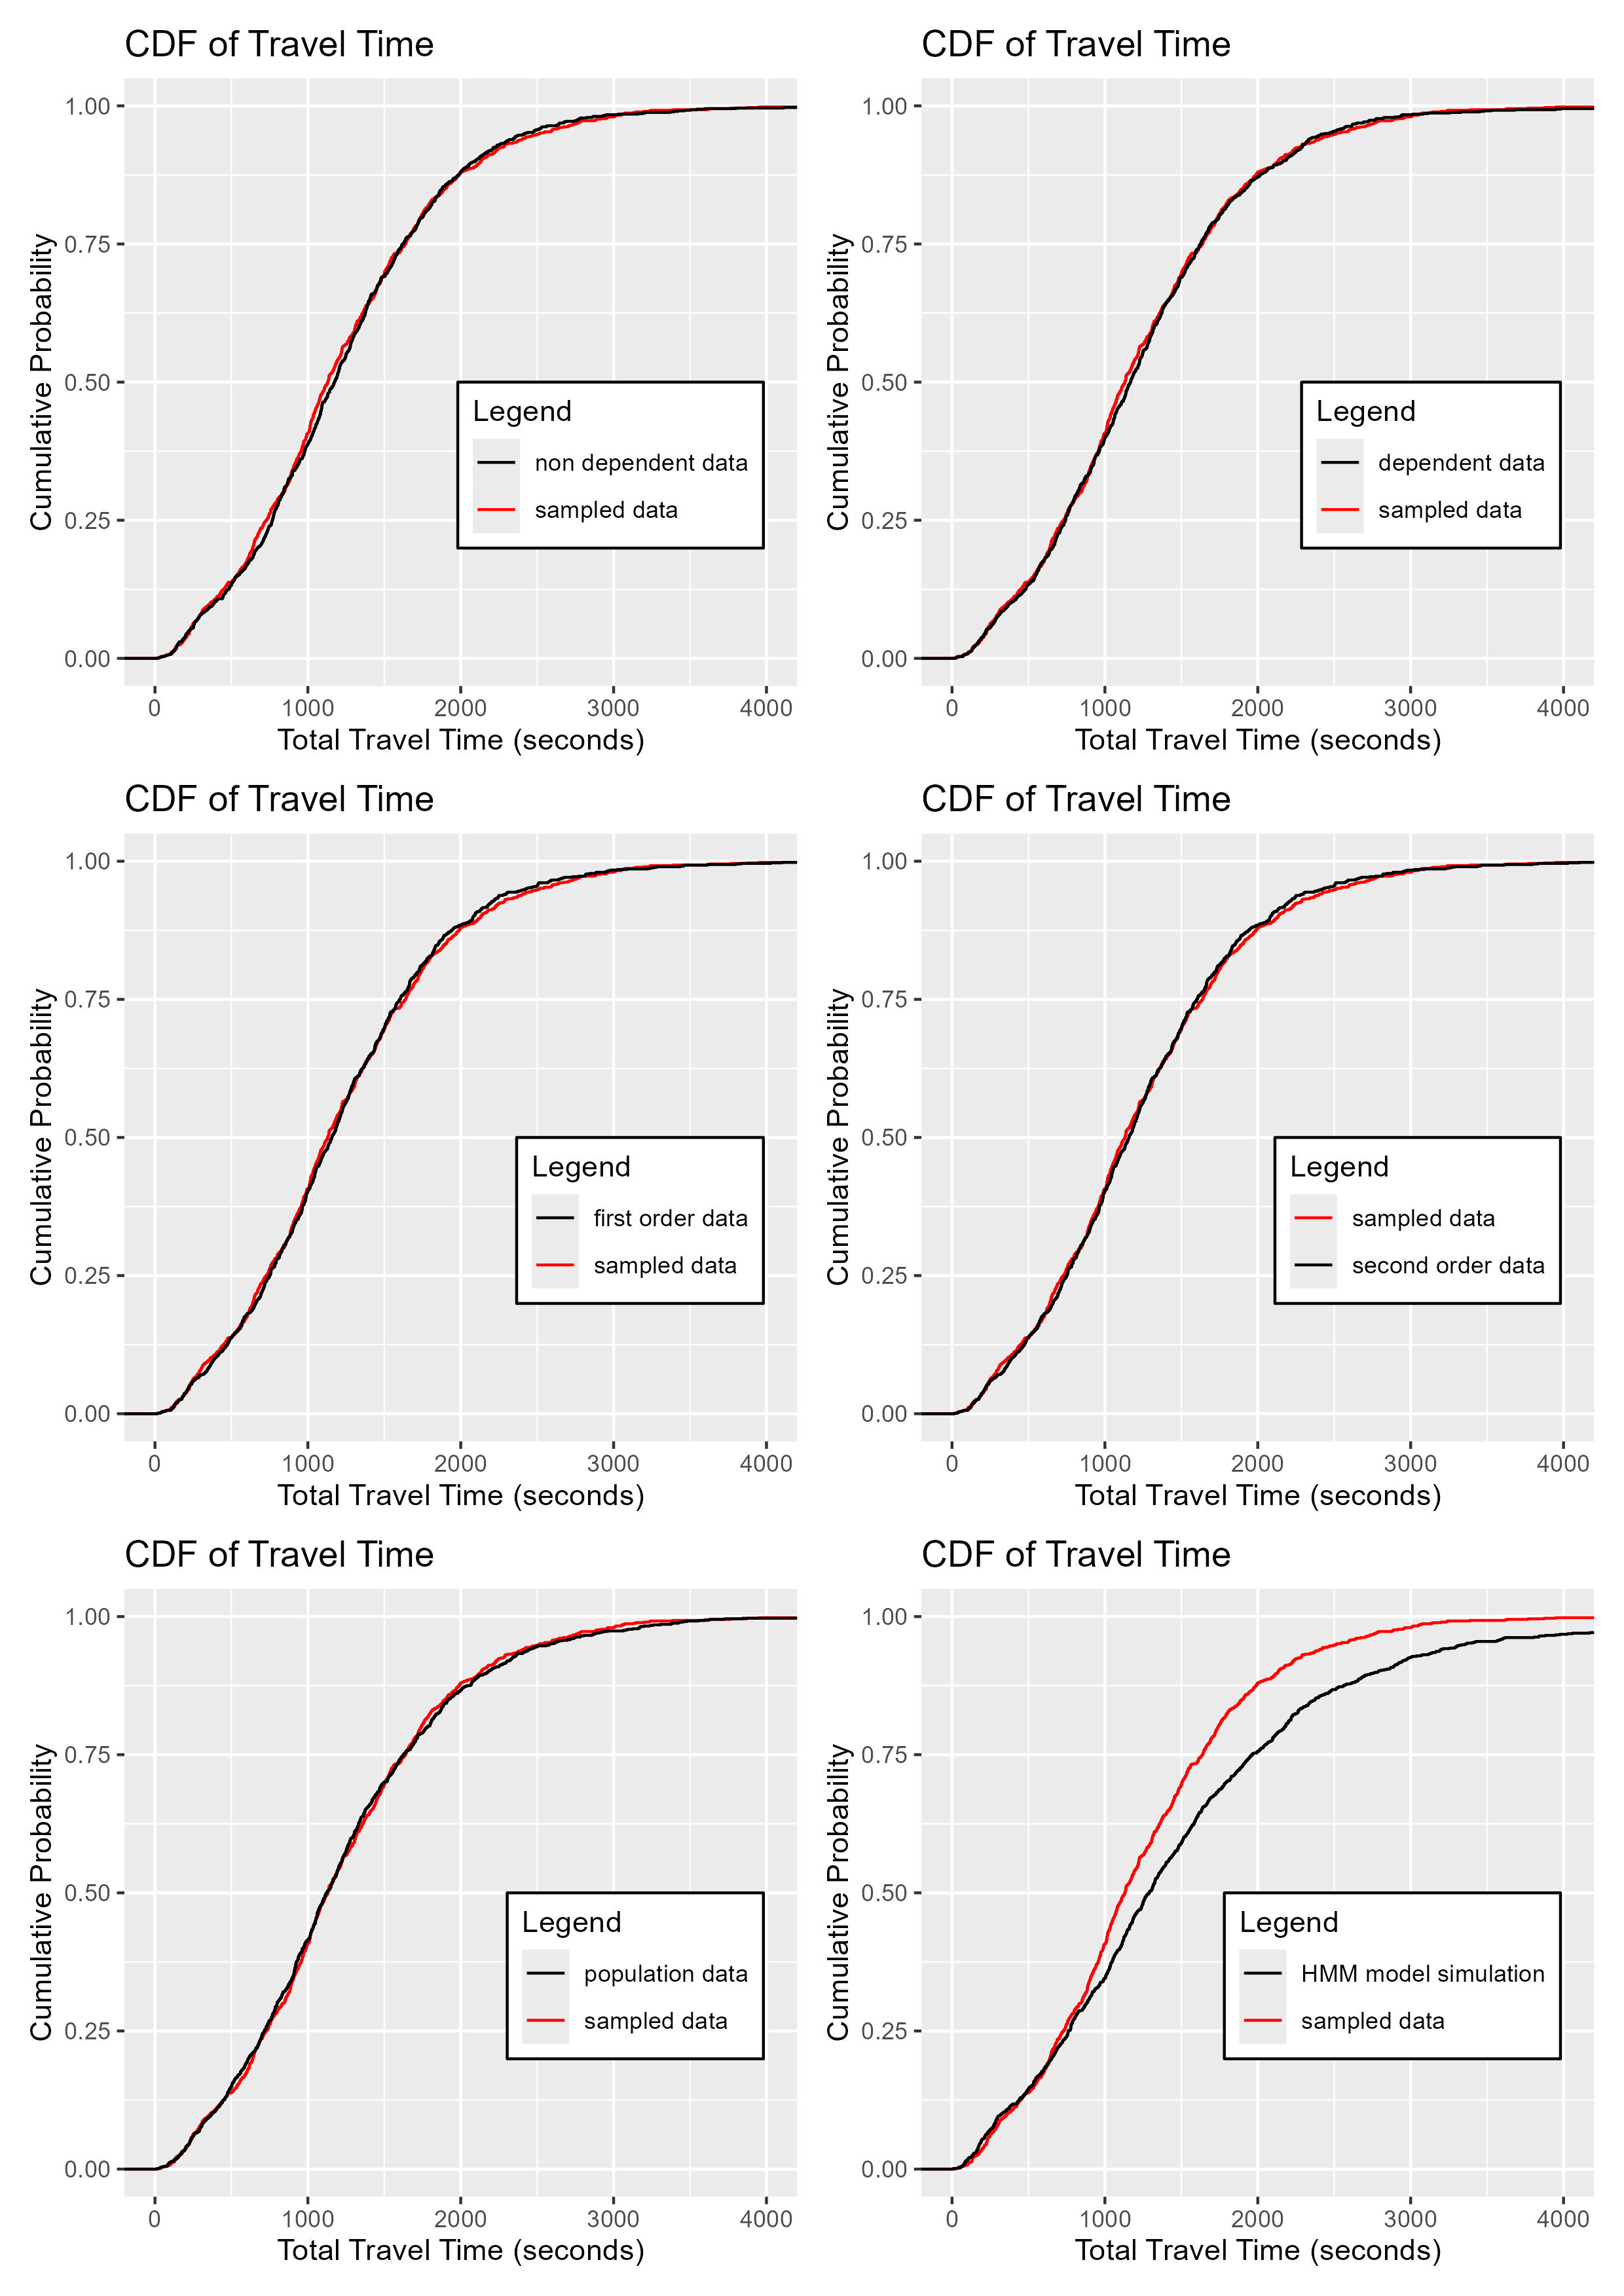 CDF of Travel Time
Cumulative Probability
1.00
0.75
0.50
0.25
0.00
Legend
non dependent data
sampled data
0 1000 2000 3000 4000
Total Travel Time (seconds)
CDF of Travel Time
Cumulative Probability
1.00
0.75
0.50
0.25
0.00
Legend
dependent data
sampled data
0 1000 2000 3000 4000
Total Travel Time (seconds)
CDF of Travel Time
Cumulative Probability
1.00
0.75
0.50
0.25
0.00
Legend
first order data
sampled data
0 1000 2000 3000 4000
Total Travel Time (seconds)
CDF of Travel Time
Cumulative Probability
1.00
0.75
0.50
0.25
0.00
Legend
sampled data
second order data
0 1000 2000 3000 4000
Total Travel Time (seconds)
CDF of Travel Time
Cumulative Probability
1.00
0.75
0.50
0.25
0.00
Legend
population data
sampled data
0 1000 2000 3000 4000
Total Travel Time (seconds)
CDF of Travel Time
Cumulative Probability
1.00
0.75
0.50
0.25
0.00
Legend
HMM model simulation
sampled data
0 1000 2000 3000 4000
Total Travel Time (seconds)